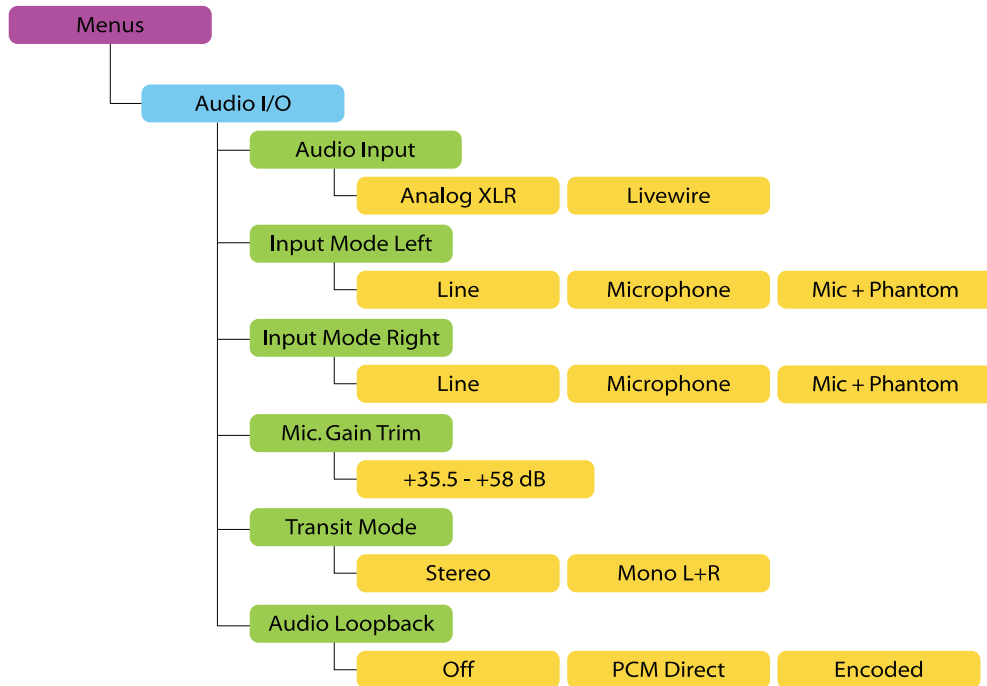 Menus
Audio I/O
Audio Input
Analog XLR Livewire
Input Mode Left
Line Microphone Mic + Phantom
Input Mode Right
Line Microphone Mic + Phantom
Mic. Gain Trim
+35.5 - +58 dB
Transit Mode
Stereo Mono L+R
Audio Loopback
Off PCM Direct Encoded